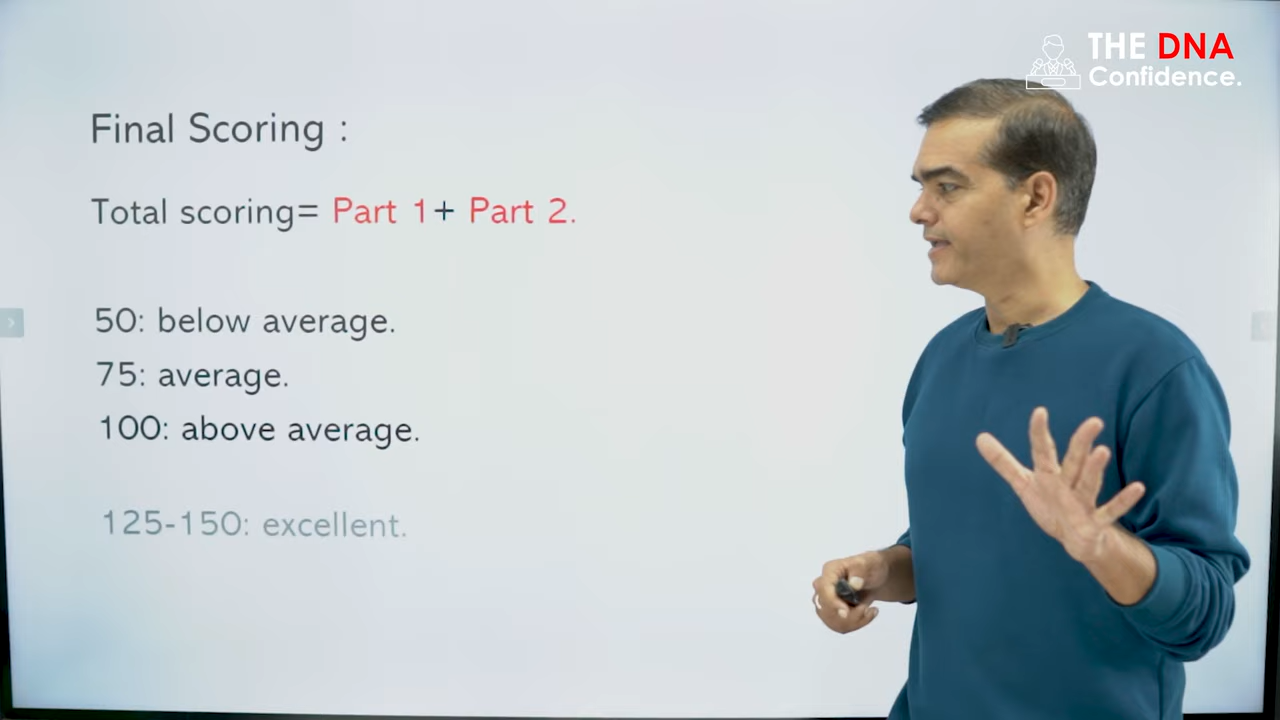 THE DNA
Confidence.
Final Scoring :
Total scoring= Part 1+ Part 2.
50: below average.
75: average.
100: above average.
125-150: excellent.